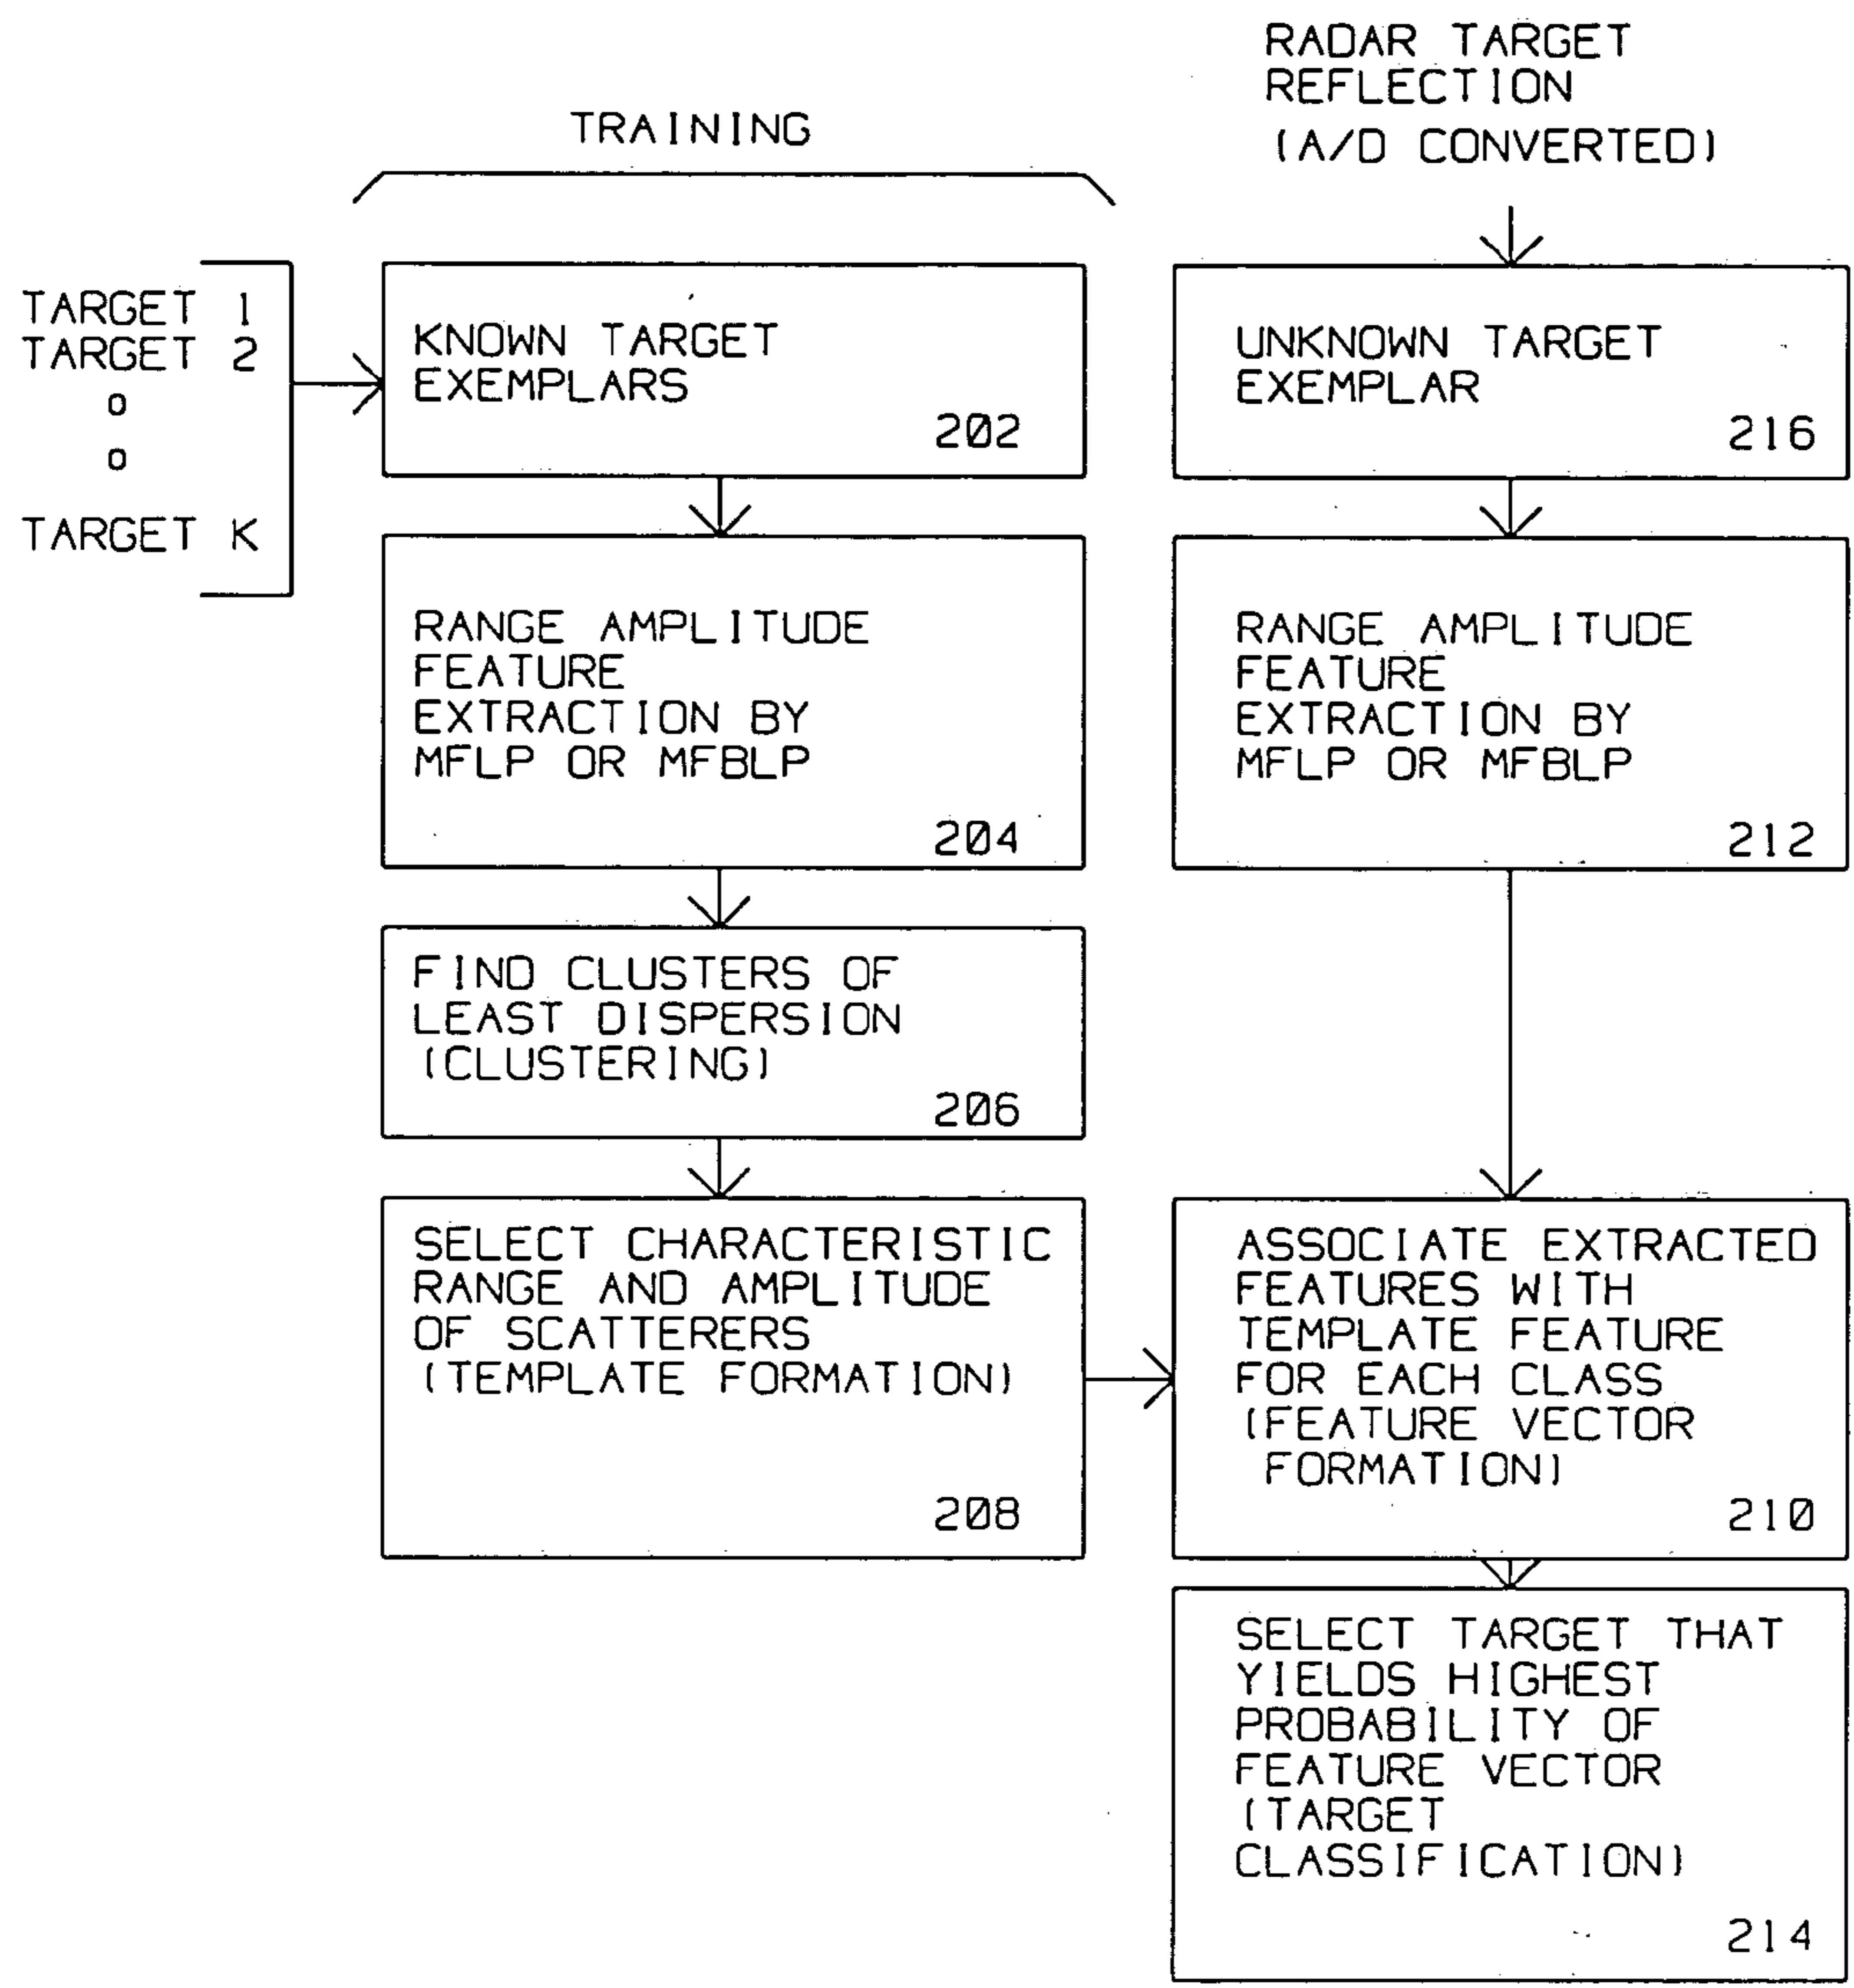 TRAINING
TARGET 1
TARGET 2
o
o
TARGET K
KNOWN TARGET
EXEMPLARS
202
RANGE AMPLITUDE
FEATURE
EXTRACTION BY
MFLP OR MFBLP
204
FIND CLUSTERS OF
LEAST DISPERSION
(CLUSTERING)
206
SELECT CHARACTERISTIC
RANGE AND AMPLITUDE
OF SCATTERERS
(TEMPLATE FORMATION)
208
RADAR TARGET
REFLECTION
(A/D CONVERTED)
UNKNOWN TARGET
EXEMPLAR
216
RANGE AMPLITUDE
FEATURE
EXTRACTION BY
MFLP OR MFBLP
212
ASSOCIATE EXTRACTED
FEATURES WITH
TEMPLATE FEATURE
FOR EACH CLASS
(FEATURE VECTOR
FORMATION)
210
SELECT TARGET THAT
YIELDS HIGHEST
PROBABILITY OF
FEATURE VECTOR
(TARGET
CLASSIFICATION)
214